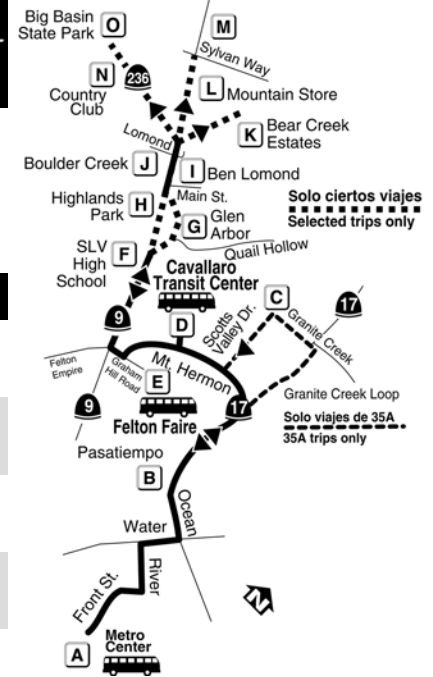 Big Basin
State Park
O
M
Sylvan Way
N
236
Country
Club
L
Mountain Store
K
Bear Creek
Estates
Lomond
Boulder Creek
J
I
Ben Lomond
Main St.
Highlands
Park
H
Solo ciertos viajes
Selected trips only
G
Glen
Arbor
SLV
High
School
F
Quail Hollow
Cavallaro
Transit Center
C
17
9
D
Scotts
Valley Dr.
Granite Creek
Felton
Empire
Graham
Hill Road
Mt. Hermon
E
9
Felton Faire
17
Granite Creek Loop
Solo viajes de 35A
35A trips only
Pasatiempo
B
Ocean
Water
River
Front St.
N
A
Metro
Center